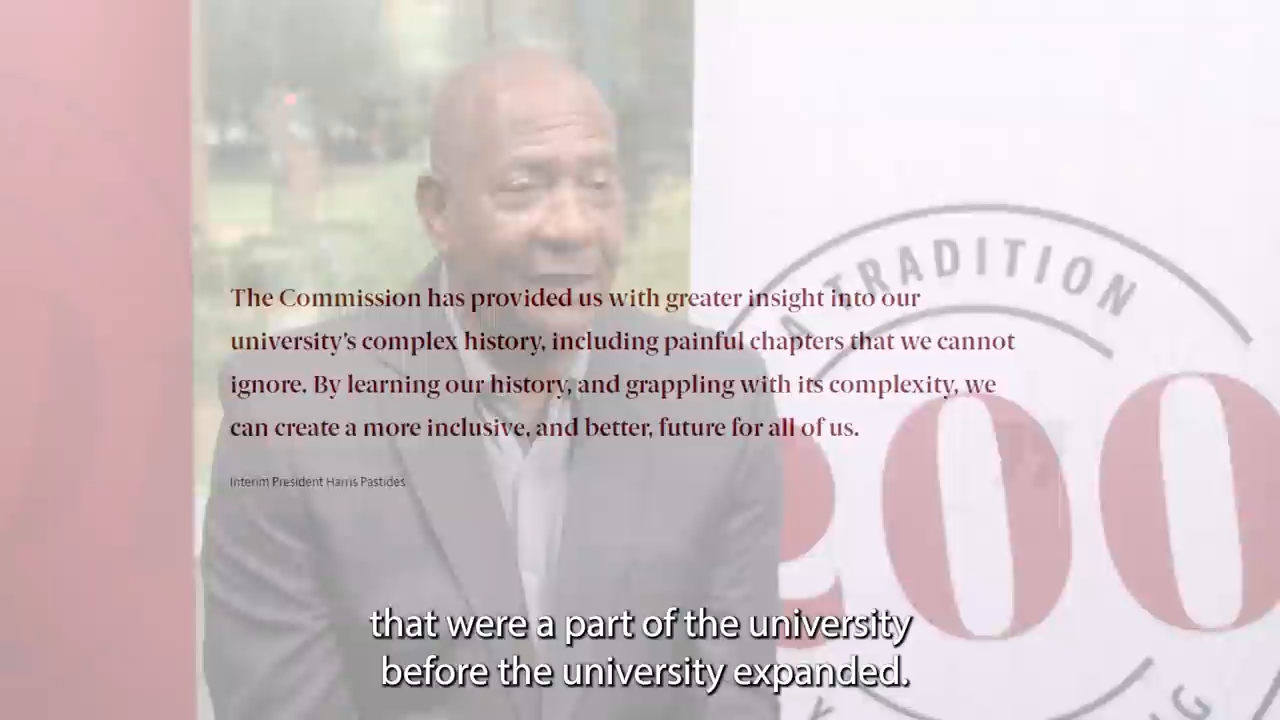 A TRADITION
200
The Commission has provided us with greater insight into our
university's complex history, including painful chapters that we cannot
ignore. By learning our history, and grappling with its complexity, we
can create a more inclusive, and better, future for all of us.
Interim President Harris Pastides
that were a part of the university
before the university expanded.